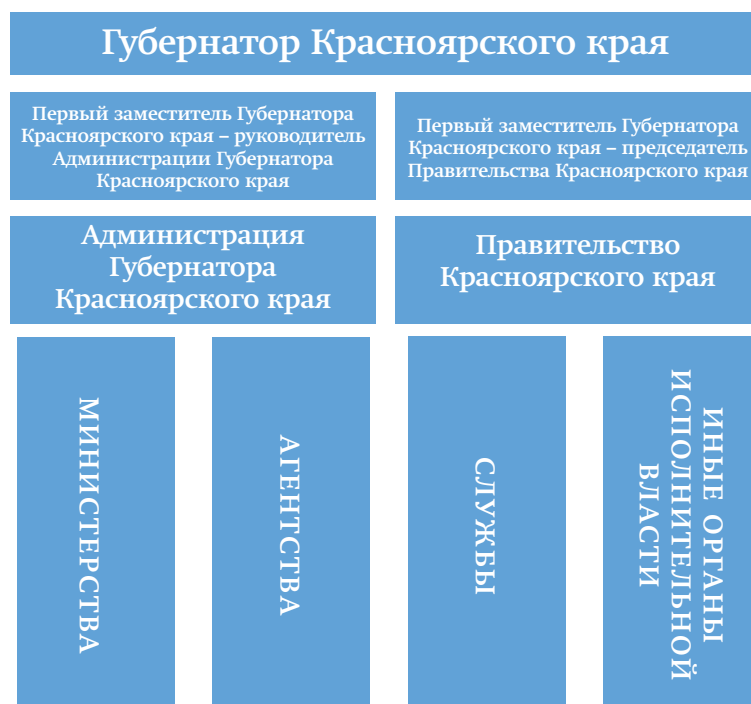 Губернатор Красноярского края
Первый заместитель Губернатора
Красноярского края – руководитель
Администрации Губернатора
Красноярского края
Первый заместитель Губернатора
Красноярского края – председатель
Правительства Красноярского края
Администрация
Губернатора
Красноярского края
Правительство
Красноярского края
МИНИСТЕРСТВА
АГЕНТСТВА
СЛУЖБЫ
ИНЫЕ ОРГАНЫ
ИСПОЛНИТЕЛЬНОЙ
ВЛАСТИ